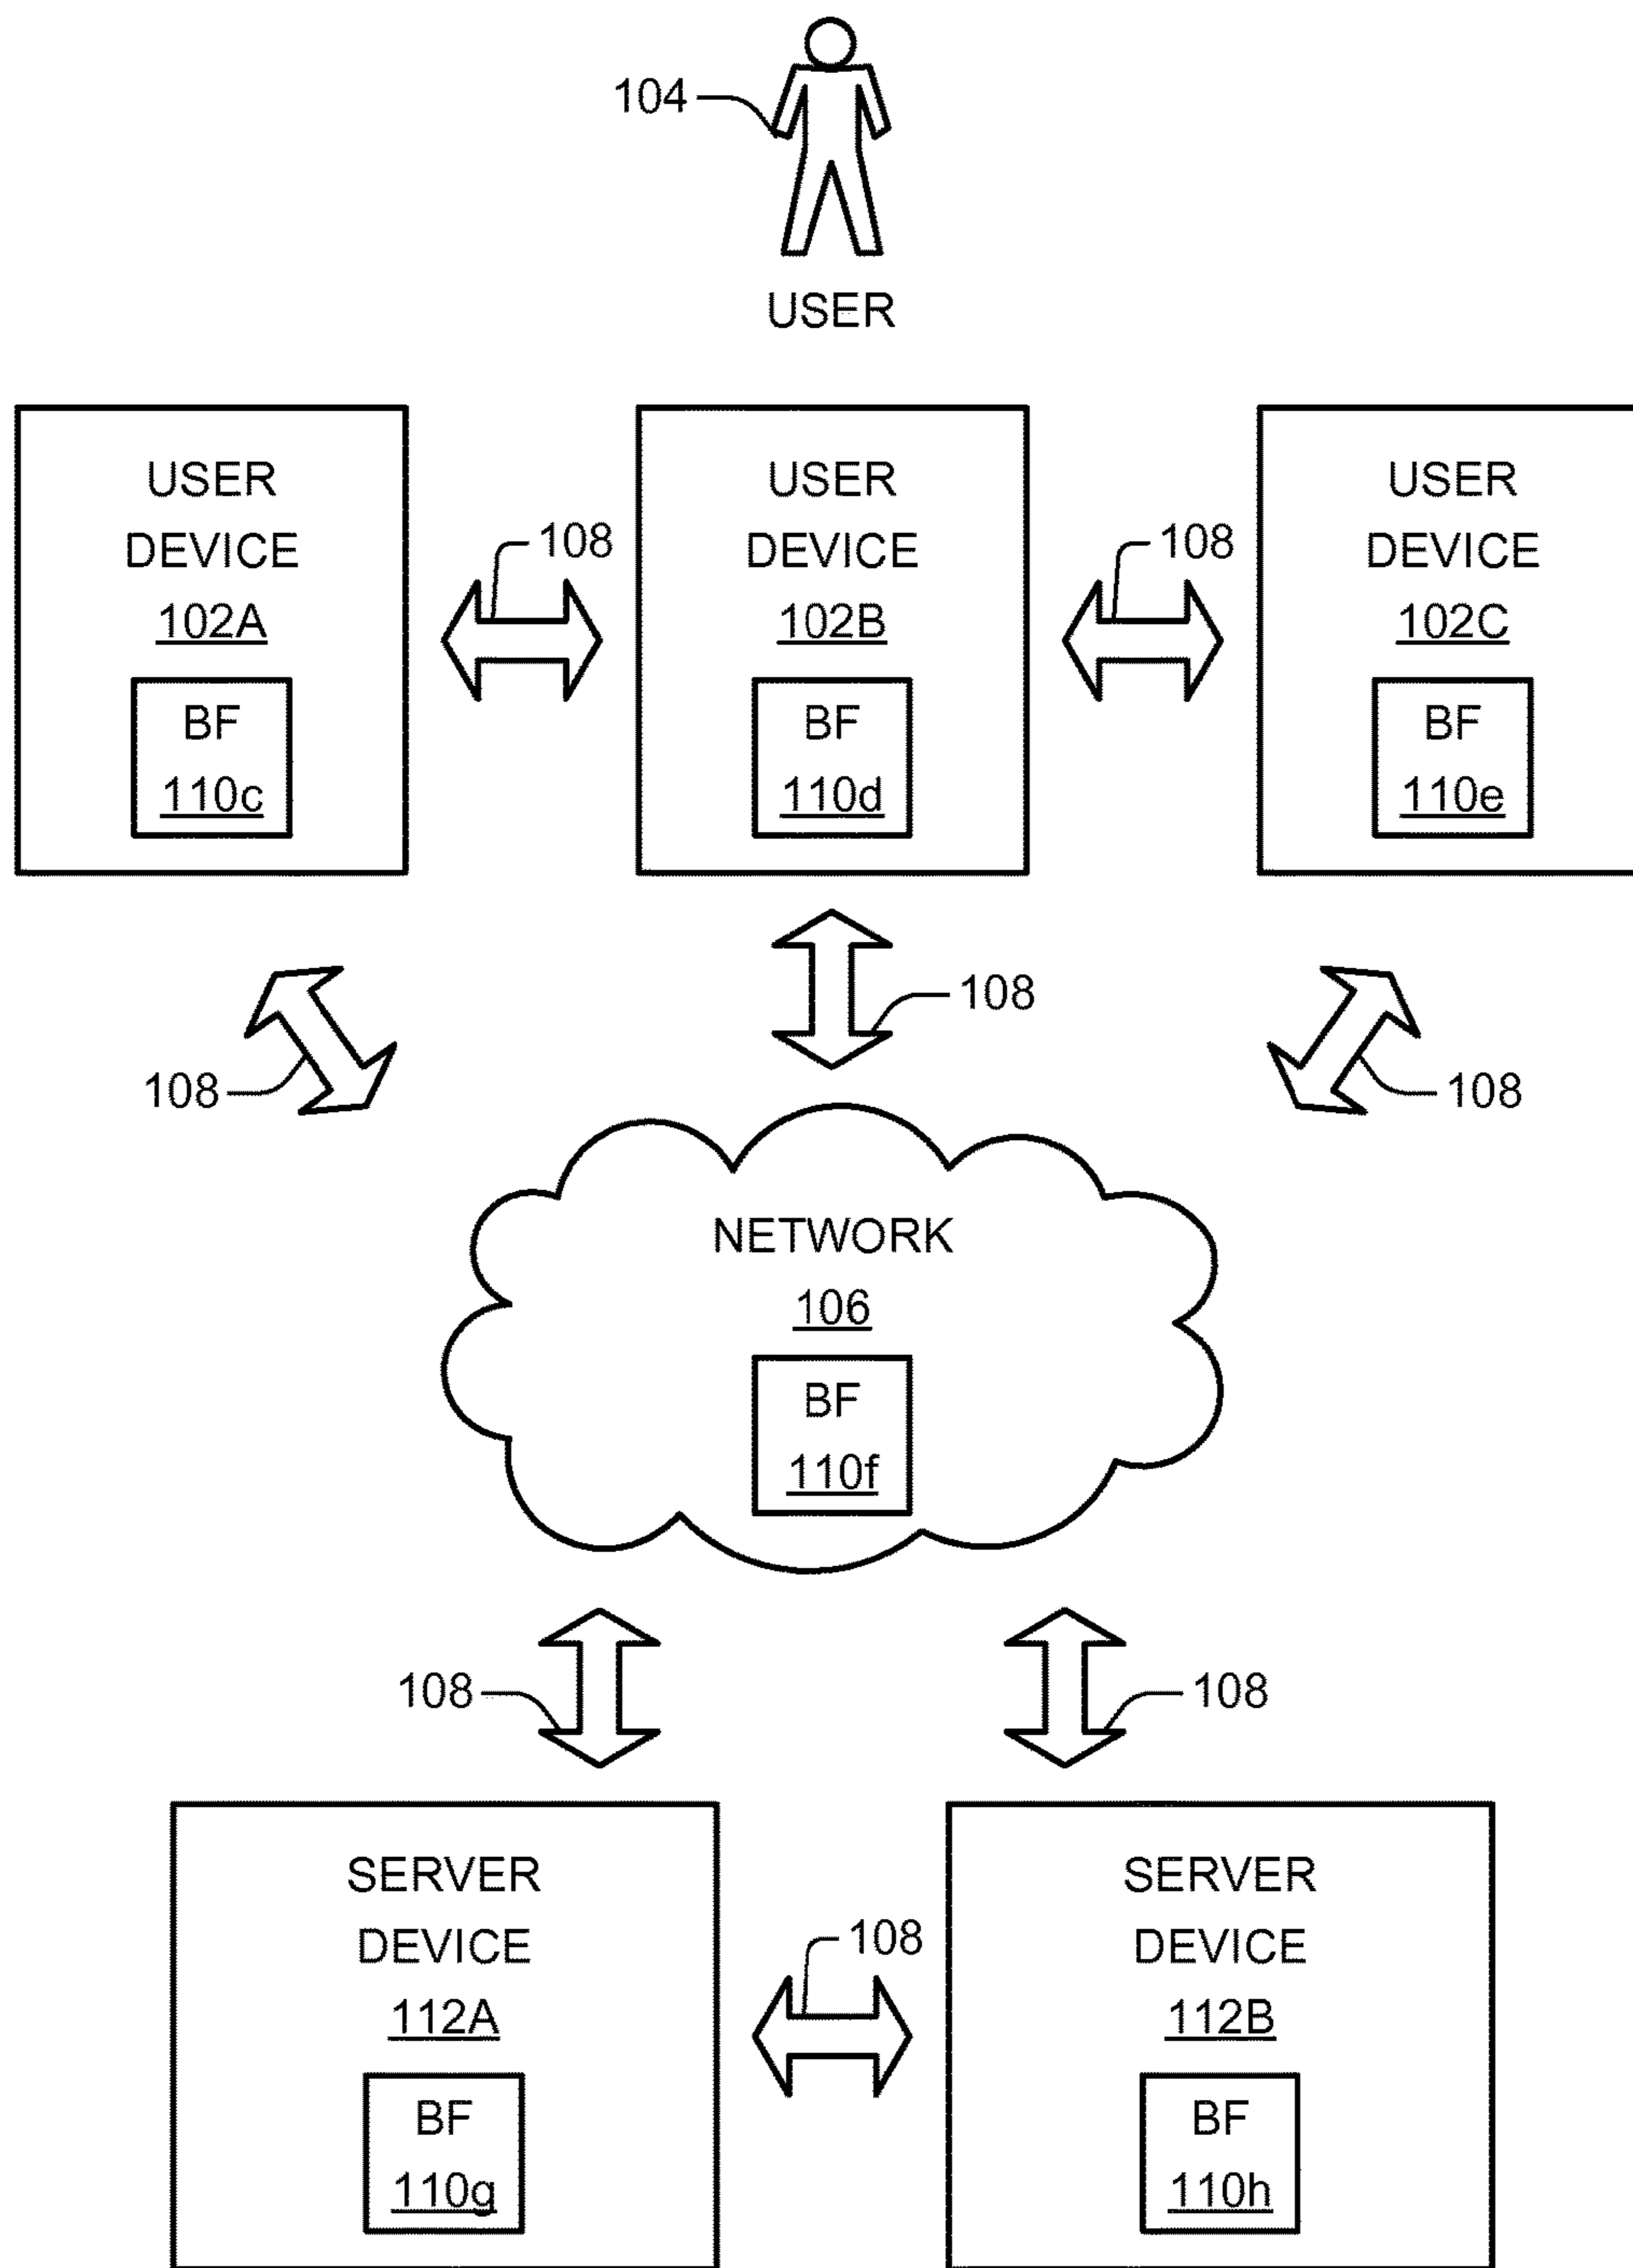 104
USER
USER
DEVICE
102A
BF
110c
108
USER
DEVICE
102B
BF
110d
108
USER
DEVICE
102C
BF
110e
108
108
108
NETWORK
106
BF
110f
108
108
SERVER
DEVICE
112A
BF
110g
108
SERVER
DEVICE
112B
BF
110h